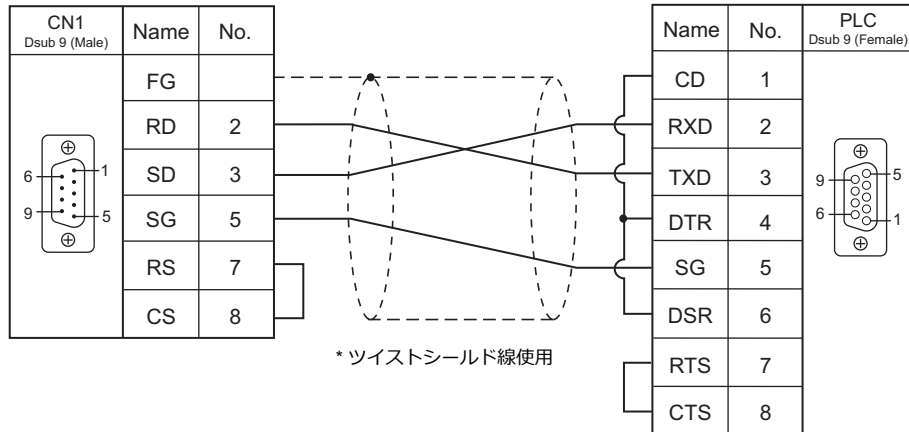 CN1
Dsub 9 (Male)
Name
No.
FG
RD
2
SD
3
SG
5
RS
7
CS
8
6
1
9
5
* ツイストシールド線使用
Name
No.
PLC
Dsub 9 (Female)
CD
1
RXD
2
TXD
3
DTR
4
SG
5
DSR
6
RTS
7
CTS
8
9
5
6
1